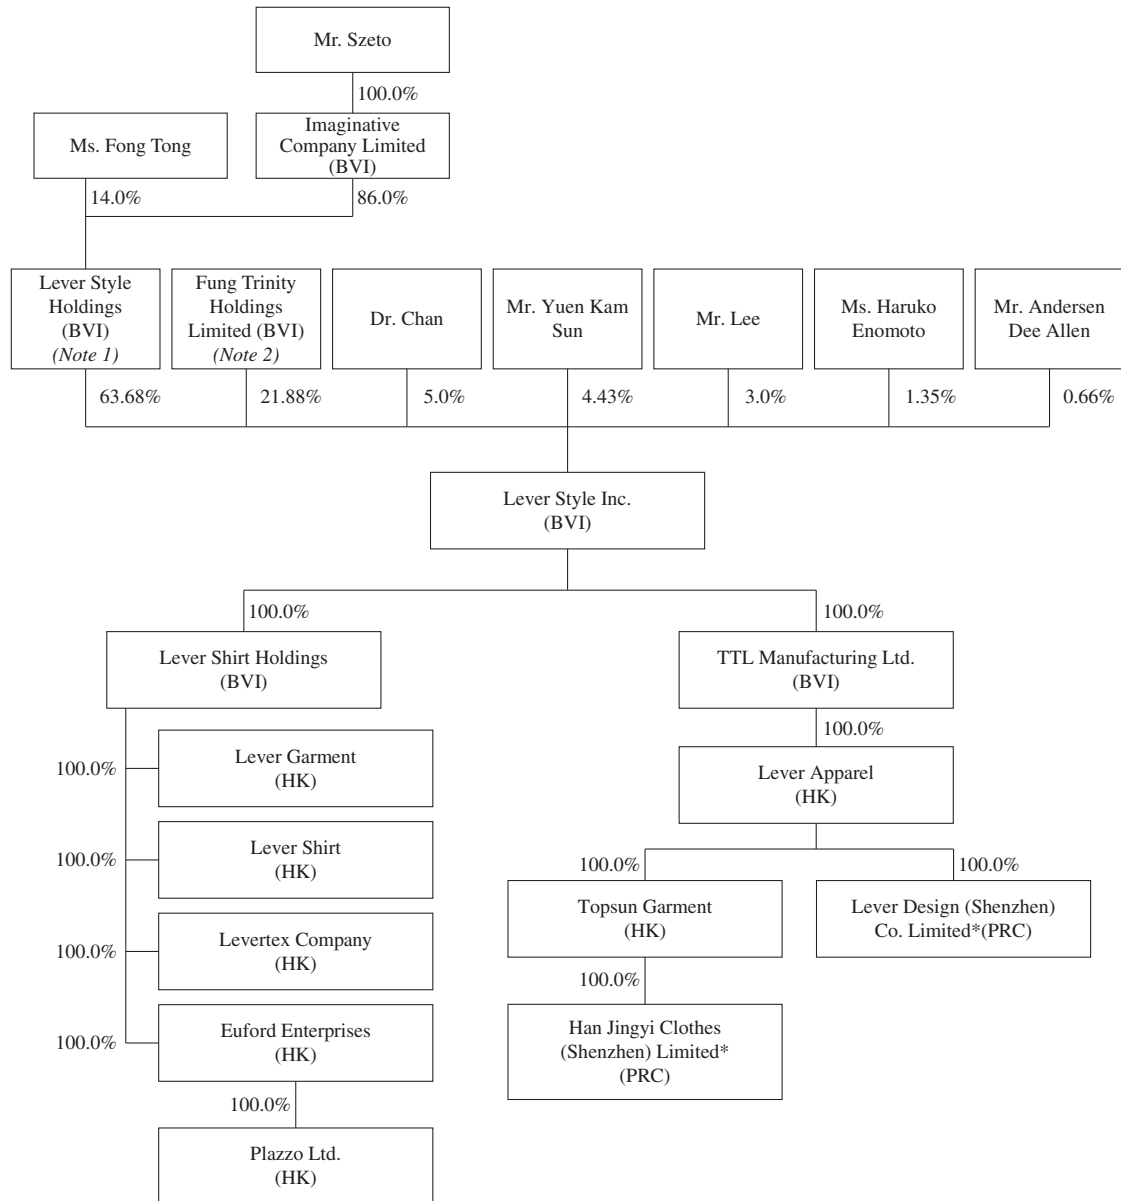 Mr. Szeto
100.0%
Ms. Fong Tong
Imaginative
Company Limited
(BVI)
14.0%
86.0%
Lever Style
Holdings
(BVI)
(Note 1)
Fung Trinity
Holdings
Limited (BVI)
(Note 2)
Dr. Chan
Mr. Yuen Kam
Sun
Mr. Lee
Ms. Haruko
Enomoto
Mr. Andersen
Dee Allen
63.68%
21.88%
5.0%
4.43%
3.0%
1.35%
0.66%
Lever Style Inc.
(BVI)
100.0%
100.0%
Lever Shirt Holdings
(BVI)
TTL Manufacturing Ltd.
(BVI)
100.0%
100.0%
Lever Garment
(HK)
Lever Apparel
(HK)
100.0%
Lever Shirt
(HK)
100.0%
100.0%
Topsun Garment
(HK)
Lever Design (Shenzhen)
Co. Limited*(PRC)
100.0%
Levertex Company
(HK)
100.0%
Han Jingyi Clothes
(Shenzhen) Limited*
(PRC)
100.0%
Euford Enterprises
(HK)
100.0%
Plazzo Ltd.
(HK)